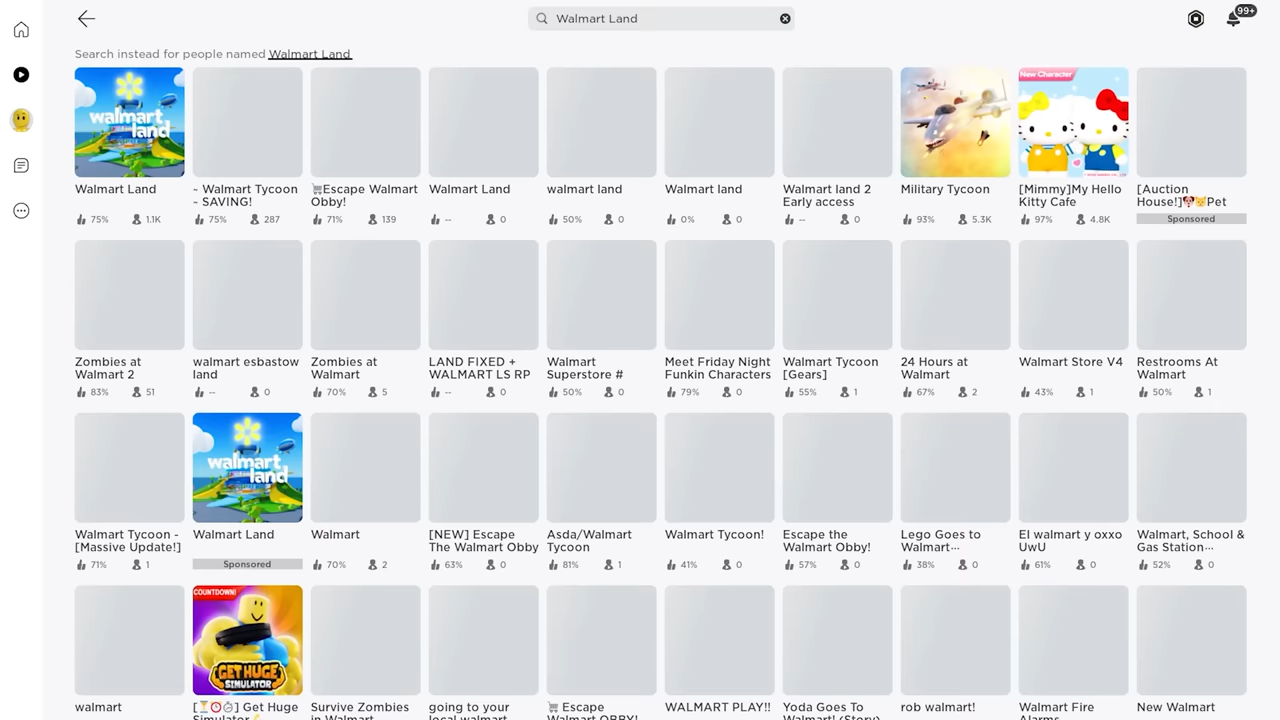 Walmart Land
99+
Search instead for people named Walmart Land
walmart land
New Character
Walmart Land
~ Walmart Tycoon ~ SAVING!
🛒Escape Walmart Obby!
Walmart Land
walmart land
Walmart land
Walmart land 2 Early access
Military Tycoon
[Mimmy]My Hello Kitty Cafe
[Auction House!]🐶🐱Pet
75% 1.1K
75% 287
71% 139
-- 0
50% 0
0% 0
-- 0
93% 5.3K
97% 4.8K
Sponsored
Zombies at Walmart 2
walmart esbastow land
Zombies at Walmart
LAND FIXED + WALMART LS RP
Walmart Superstore #
Meet Friday Night Funkin Characters
Walmart Tycoon [Gears]
24 Hours at Walmart
Walmart Store V4
Restrooms At Walmart
83% 51
-- 0
70% 5
-- 0
50% 0
79% 0
55% 1
67% 2
43% 1
50% 1
walmart land
Walmart Tycoon - [Massive Update!]
Walmart Land
Walmart
[NEW] Escape The Walmart Obby
Asda/Walmart Tycoon
Walmart Tycoon!
Escape the Walmart Obby!
Lego Goes to Walmart...
El walmart y oxxo UwU
Walmart, School & Gas Station...
71% 1
Sponsored
70% 2
63% 0
81% 1
41% 0
57% 0
38% 0
61% 0
52% 0
COUNTDOWN!
GET HUGE
SIMULATOR
walmart
[⏳⏰⏱] Get Huge Simulator
Survive Zombies in Walmart
going to your local walmart
🛒 Escape Walmart OBBY!
WALMART PLAY!!
Yoda Goes To Walmart! (Story)
rob walmart!
Walmart Fire Alarms
New Walmart